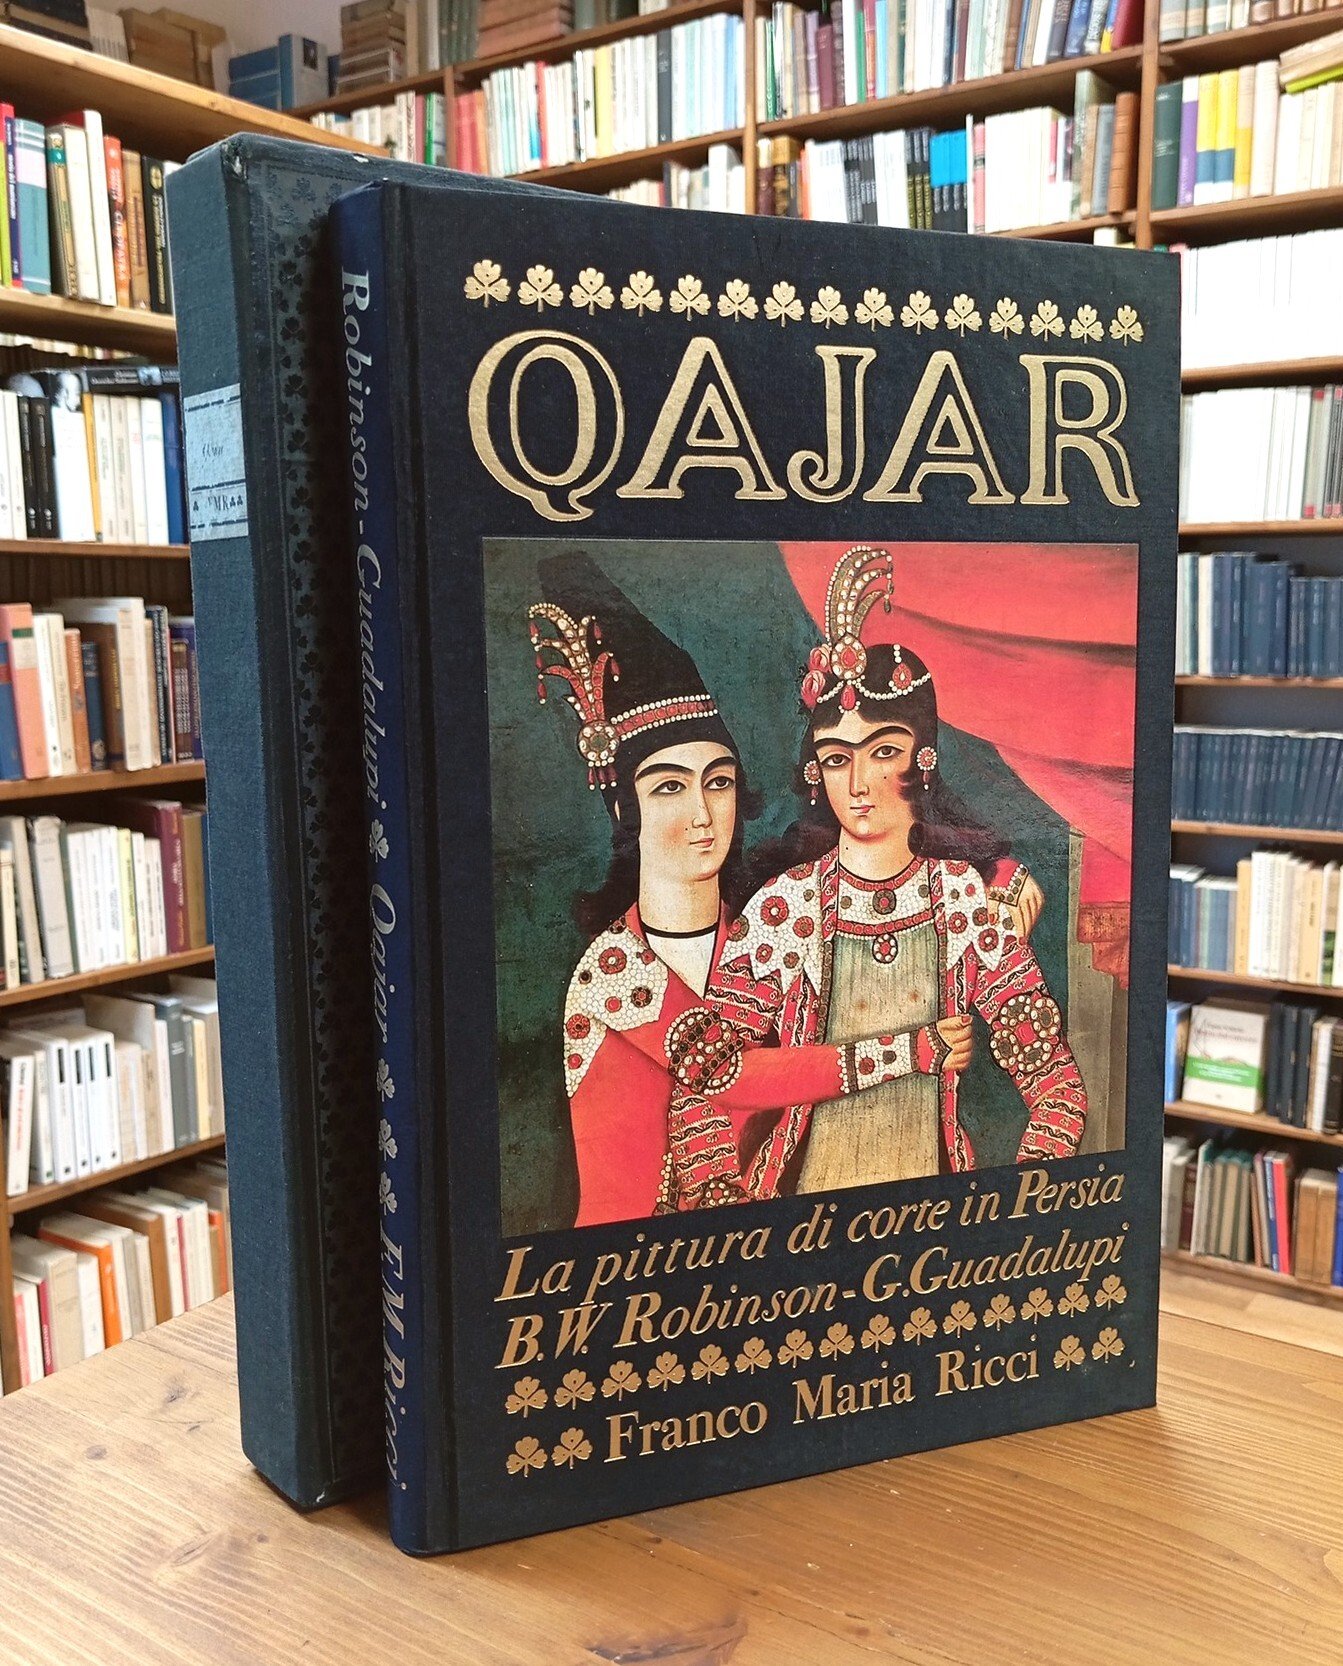 QAJAR
La pittura di corte in Persia
B.W. Robinson-G.Guadalupi
Franco Maria Ricci
Robinson-Guadalupi Qajar F.M.Ricci